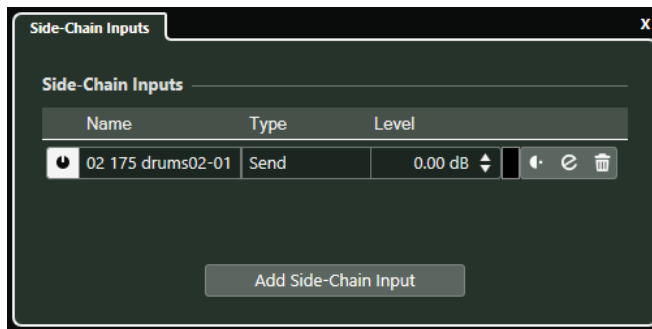 Side-Chain Inputs
X
Side-Chain Inputs
Name Type Level
02 175 drums02-01 Send 0.00 dB
Add Side-Chain Input